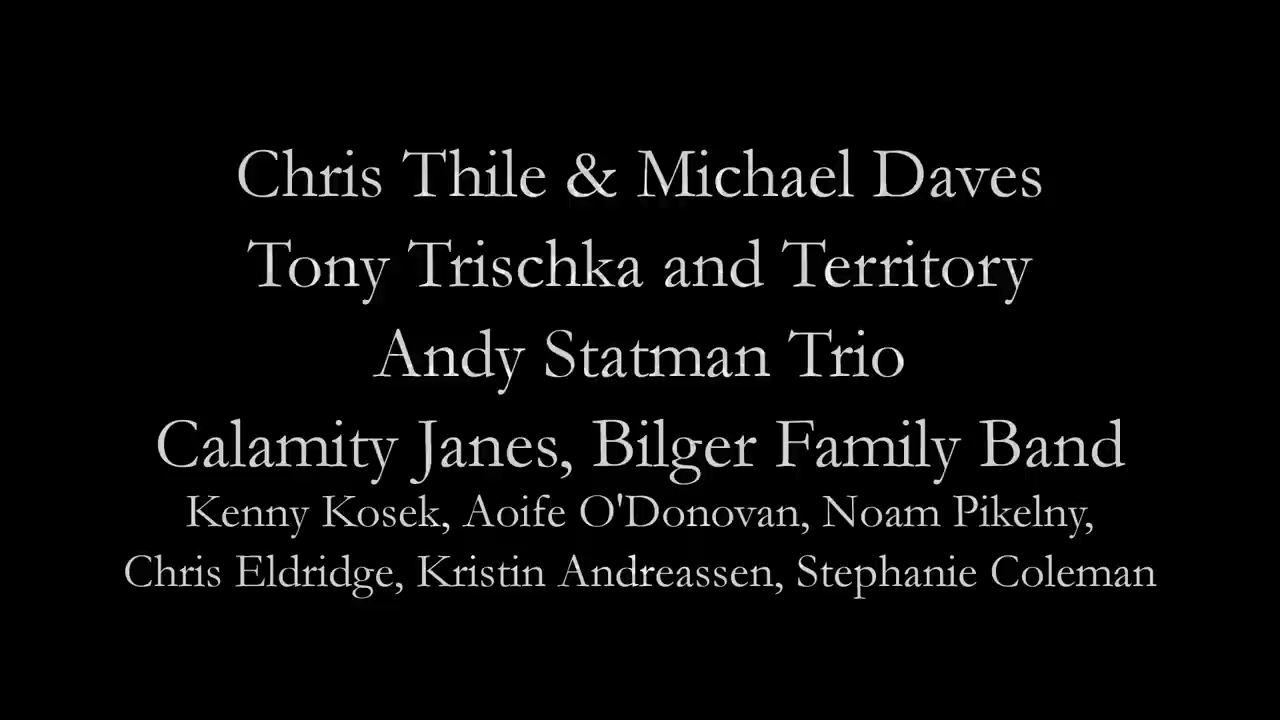 Chris Thile & Michael Daves
Tony Trischka and Territory
Andy Statman Trio
Calamity Janes, Bilger Family Band
Kenny Kosek, Aoife O'Donovan, Noam Pikelny,
Chris Eldridge, Kristin Andreassen, Stephanie Coleman